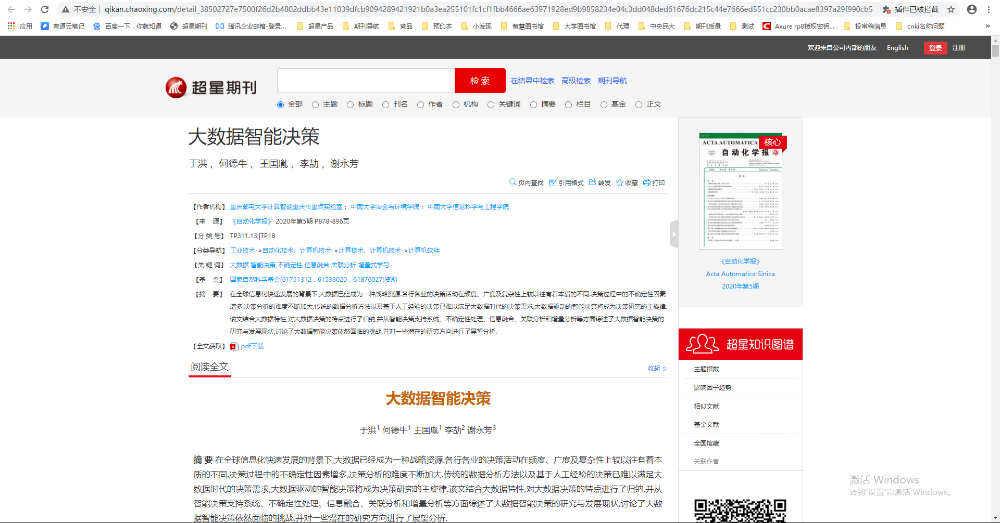 不安全 qikan.chaoxing.com/detail_38502727e7500f26d2b4802ddbb43e11039dfcb9094289421921b0a3ea255101fc1cf1fbb4666ae63971928ed9b9858234e04c3dd048ded61676dc215c44e7666ed551cc230bb0acae8397a29f990cb5 插件已被拦截
应用 有道云笔记 百度一下，你就知道 超星期刊 腾讯企业邮箱-登录... 超星产品 期刊导航 竞品 预印本 小发现 智慧图书馆 大学图书馆 代理 中央民大 期刊质量 测试 Axure rp8授权密钥... 投审稿信息 cnki名称问题 »
欢迎来自公司内部的朋友 English 登录 注册
超星期刊 检 索 在结果中检索 高级检索 期刊导航
全部 主题 标题 刊名 作者 机构 关键词 摘要 栏目 基金 正文
大数据智能决策
于洪， 何德牛， 王国胤， 李劼， 谢永芳
页内查找 引用格式 转发 收藏 打印
【作者机构】 重庆邮电大学计算智能重庆市重点实验室； 中南大学冶金与环境学院； 中南大学信息科学与工程学院
【来 源】 《自动化学报》 2020年第5期 P878-896页
【分 类 号】 TP311.13;|TP18
【分类导航】 工业技术->自动化技术、计算机技术->计算技术、计算机技术->计算机软件
【关 键 词】 大数据 智能决策 不确定性 信息融合 关联分析 增量式学习
【基 金】 国家自然科学基金(61751312，61533020，61876027)资助
【摘 要】 在全球信息化快速发展的背景下,大数据已经成为一种战略资源.各行各业的决策活动在频度、广度及复杂性上较以往有着本质的不同.决策过程中的不确定性因素
增多,决策分析的难度不断加大.传统的数据分析方法以及基于人工经验的决策已难以满足大数据时代的决策需求,大数据驱动的智能决策将成为决策研究的主旋律.
该文结合大数据特性,对大数据决策的特点进行了归纳,并从智能决策支持系统、不确定性处理、信息融合、关联分析和增量分析等方面综述了大数据智能决策的
研究与发展现状,讨论了大数据智能决策依然面临的挑战,并对一些潜在的研究方向进行了展望分析.
【全文获取】 pdf下载
阅读全文 收起
大数据智能决策
于洪1 何德牛1 王国胤1 李劼2 谢永芳3
摘 要 在全球信息化快速发展的背景下,大数据已经成为一种战略资源.各行各业的决策活动在频度、广度及复杂性上较以往有着本
质的不同.决策过程中的不确定性因素增多,决策分析的难度不断加大.传统的数据分析方法以及基于人工经验的决策已难以满足大
数据时代的决策需求,大数据驱动的智能决策将成为决策研究的主旋律.该文结合大数据特性,对大数据决策的特点进行了归纳,并从
智能决策支持系统、不确定性处理、信息融合、关联分析和增量分析等方面综述了大数据智能决策的研究与发展现状,讨论了大数
据智能决策依然面临的挑战,并对一些潜在的研究方向进行了展望分析.
ACTA AUTOMATICA 核心
自动化学报
《自动化学报》
Acta Automatica Sinica
2020年第5期
超星知识图谱
主题指数
影响因子趋势
相似文献
基金文献
全国馆藏
关联作者
激活 Windows
转到"设置"以激活 Windows。